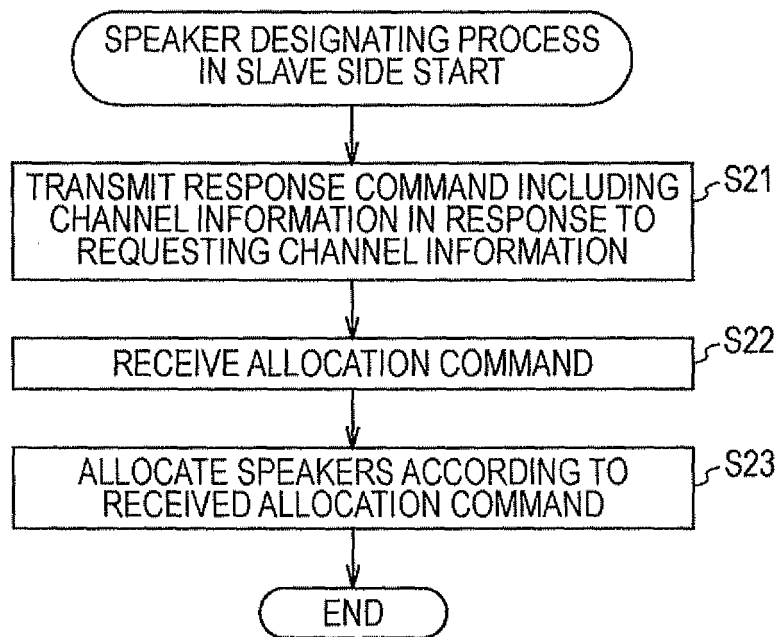 SPEAKER DESIGNATING PROCESS
IN SLAVE SIDE START
TRANSMIT RESPONSE COMMAND INCLUDING
CHANNEL INFORMATION IN RESPONSE TO
REQUESTING CHANNEL INFORMATION
S21
RECEIVE ALLOCATION COMMAND
S22
ALLOCATE SPEAKERS ACCORDING TO
RECEIVED ALLOCATION COMMAND
S23
END